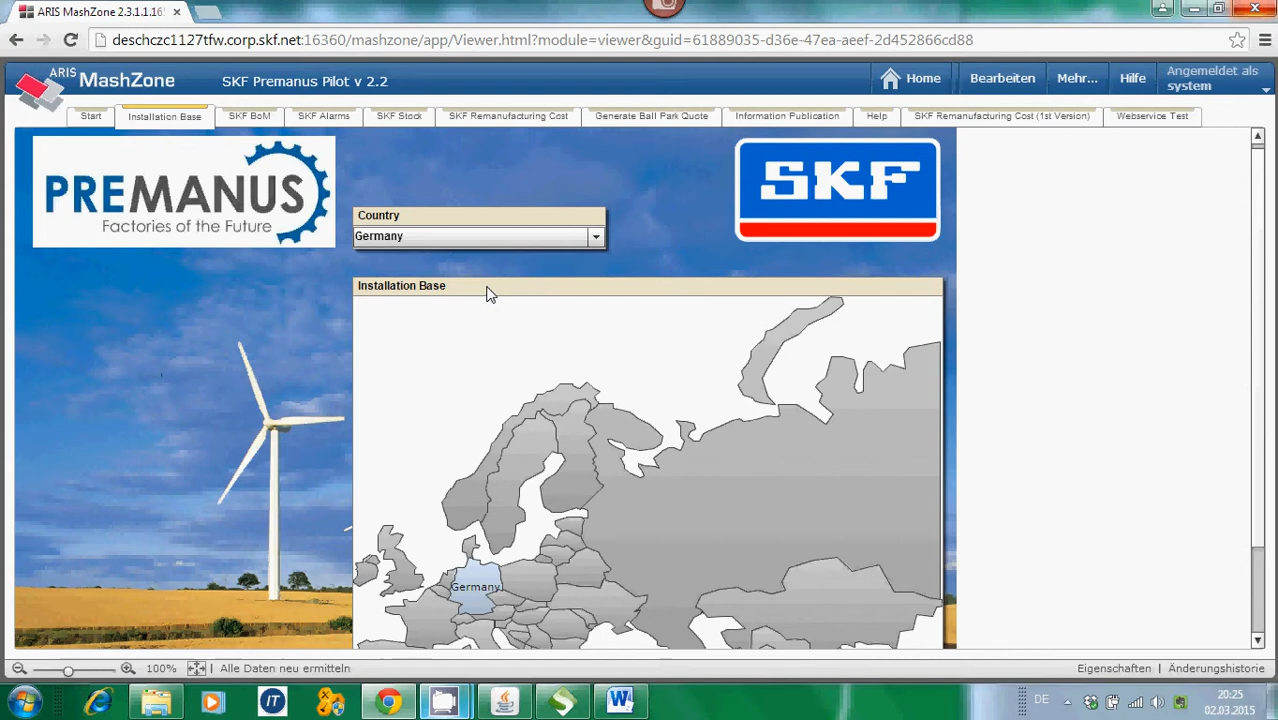 ARIS MashZone 2.3.1.1.16
deschczc1127tfw.corp.skf.net:16360/mashzone/app/Viewer.html?module=viewer&guid=61889035-d36e-47ea-aeef-2d452866cd88
ARIS
MashZone
SKF Premanus Pilot v 2.2
Home
Bearbeiten
Mehr...
Hilfe
Angemeldet als
system
Start
Installation Base
SKF BoM
SKF Alarms
SKF Stock
SKF Remanufacturing Cost
Generate Ball Park Quote
Information Publication
Help
SKF Remanufacturing Cost (1st Version)
Webservice Test
PREMANUS
Factories of the Future
SKF
Country
Germany
Installation Base
Germany
100%
Alle Daten neu ermitteln
Eigenschaften
Änderungshistorie
IT
DE
20:25
02.03.2015